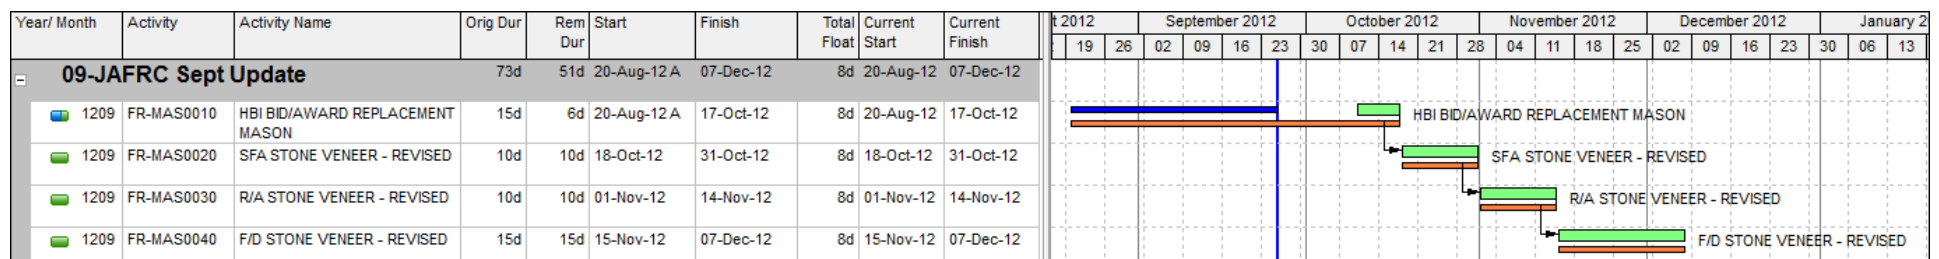 Year/ Month Activity Activity Name Orig Dur Rem Dur Start Finish Total Float Current Start Current Finish
t 2012 September 2012 October 2012 November 2012 December 2012 January 2
19 26 02 09 16 23 30 07 14 21 28 04 11 18 25 02 09 16 23 30 06 13
09-JAFRC Sept Update 73d 51d 20-Aug-12 A 07-Dec-12 8d 20-Aug-12 07-Dec-12
1209 FR-MAS0010 HBI BID/AWARD REPLACEMENT MASON 15d 6d 20-Aug-12 A 17-Oct-12 8d 20-Aug-12 17-Oct-12 HBI BID/AWARD REPLACEMENT MASON
1209 FR-MAS0020 SFA STONE VENEER - REVISED 10d 10d 18-Oct-12 31-Oct-12 8d 18-Oct-12 31-Oct-12 SFA STONE VENEER - REVISED
1209 FR-MAS0030 R/A STONE VENEER - REVISED 10d 10d 01-Nov-12 14-Nov-12 8d 01-Nov-12 14-Nov-12 R/A STONE VENEER - REVISED
1209 FR-MAS0040 F/D STONE VENEER - REVISED 15d 15d 15-Nov-12 07-Dec-12 8d 15-Nov-12 07-Dec-12 F/D STONE VENEER - REVISED